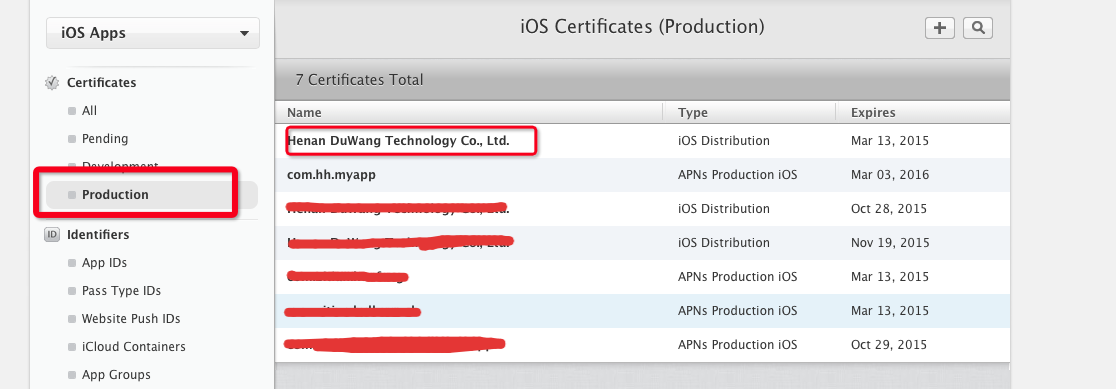 iOS Apps
iOS Certificates (Production)
Certificates
7 Certificates Total
All
Name Type Expires
Pending
Henan DuWang Technology Co., Ltd. iOS Distribution Mar 13, 2015
Development
com.hh.myapp APNs Production iOS Mar 03, 2016
Production
iOS Distribution Oct 28, 2015
Identifiers
iOS Distribution Nov 19, 2015
App IDs
APNs Production iOS Mar 13, 2015
Pass Type IDs
APNs Production iOS Mar 13, 2015
Website Push IDs
APNs Production iOS Oct 29, 2015
iCloud Containers
App Groups
ID